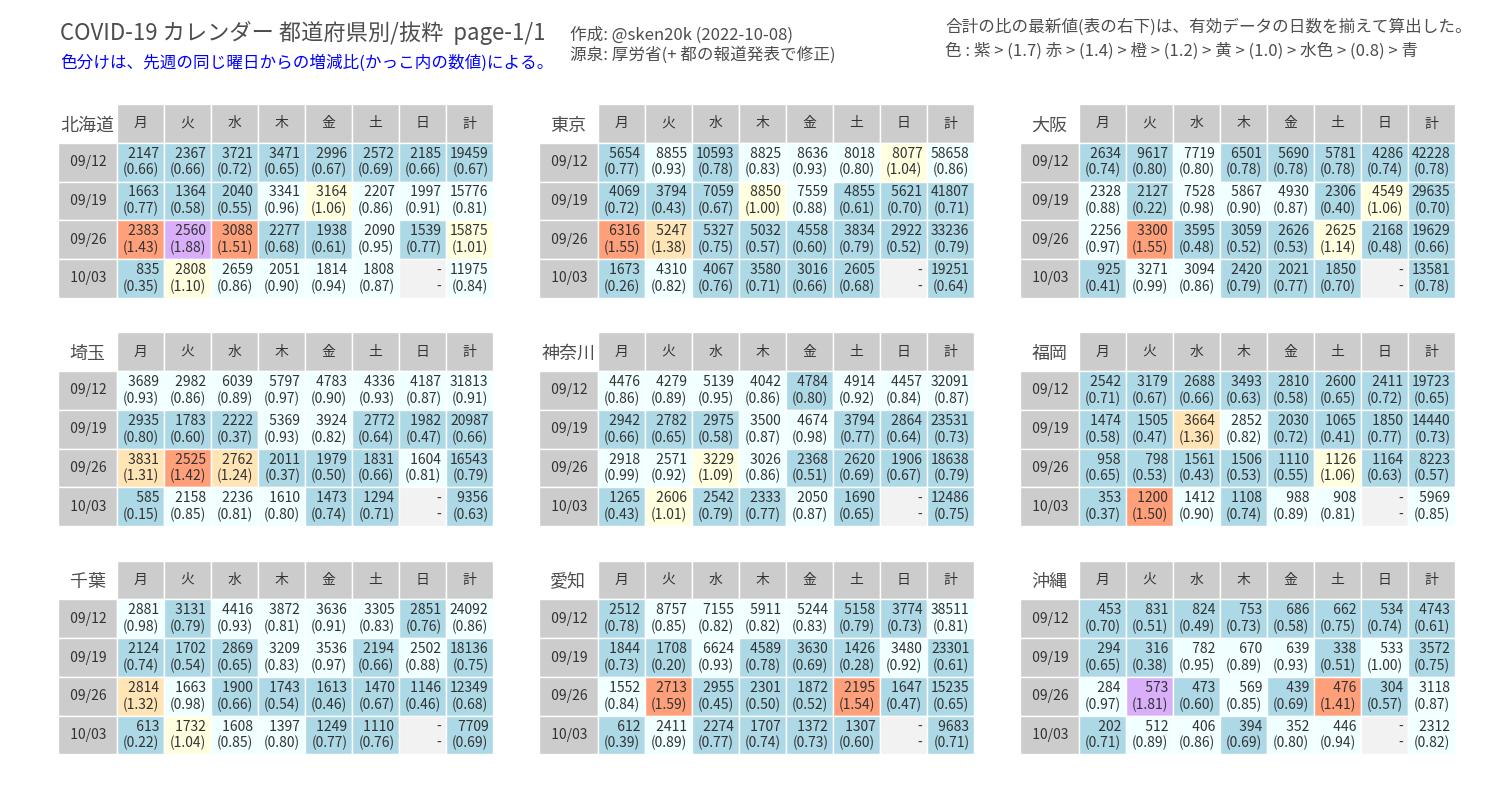 COVID-19 カレンダー 都道府県別/抜粋 page-1/1
色分けは、先週の同じ曜日からの増減比(かっこ内の数値)による。
作成: @sken20k (2022-10-08)
源泉: 厚労省(+ 都の報道発表で修正)
合計の比の最新値(表の右下)は、有効データの日数を揃えて算出した。
色 : 紫 > (1.7) 赤 > (1.4) > 橙 > (1.2) > 黄 > (1.0) > 水色 > (0.8) > 青
北海道 月 火 水 木 金 土 日 計
09/12 2147 2367 3721 3471 2996 2572 2185 19459
(0.66) (0.66) (0.72) (0.65) (0.67) (0.69) (0.66) (0.67)
09/19 1663 1364 2040 3341 3164 2207 1997 15776
(0.77) (0.58) (0.55) (0.96) (1.06) (0.86) (0.91) (0.81)
09/26 2383 2560 3088 2277 1938 2090 1539 15875
(1.43) (1.88) (1.51) (0.68) (0.61) (0.95) (0.77) (1.01)
10/03 835 2808 2659 2051 1814 1808 - 11975
(0.35) (1.10) (0.86) (0.90) (0.94) (0.87) - (0.84)
東京 月 火 水 木 金 土 日 計
09/12 5654 8855 10593 8825 8636 8018 8077 58658
(0.77) (0.93) (0.78) (0.83) (0.93) (0.80) (1.04) (0.86)
09/19 4069 3794 7059 8850 7559 4855 5621 41807
(0.72) (0.43) (0.67) (1.00) (0.88) (0.61) (0.70) (0.71)
09/26 6316 5247 5327 5032 4558 3834 2922 33236
(1.55) (1.38) (0.75) (0.57) (0.60) (0.79) (0.52) (0.79)
10/03 1673 4310 4067 3580 3016 2605 - 19251
(0.26) (0.82) (0.76) (0.71) (0.66) (0.68) - (0.64)
大阪 月 火 水 木 金 土 日 計
09/12 2634 9617 7719 6501 5690 5781 4286 42228
(0.74) (0.80) (0.80) (0.78) (0.78) (0.78) (0.74) (0.78)
09/19 2328 2127 7528 5867 4930 2306 4549 29635
(0.88) (0.22) (0.98) (0.90) (0.87) (0.40) (1.06) (0.70)
09/26 2256 3300 3595 3059 2626 2625 2168 19629
(0.97) (1.55) (0.48) (0.52) (0.53) (1.14) (0.48) (0.66)
10/03 925 3271 3094 2420 2021 1850 - 13581
(0.41) (0.99) (0.86) (0.79) (0.77) (0.70) - (0.78)
埼玉 月 火 水 木 金 土 日 計
09/12 3689 2982 6039 5797 4783 4336 4187 31813
(0.93) (0.86) (0.89) (0.97) (0.90) (0.93) (0.87) (0.91)
09/19 2935 1783 2222 5369 3924 2772 1982 20987
(0.80) (0.60) (0.37) (0.93) (0.82) (0.64) (0.47) (0.66)
09/26 3831 2525 2762 2011 1979 1831 1604 16543
(1.31) (1.42) (1.24) (0.37) (0.50) (0.66) (0.81) (0.79)
10/03 585 2158 2236 1610 1473 1294 - 9356
(0.15) (0.85) (0.81) (0.80) (0.74) (0.71) - (0.63)
神奈川 月 火 水 木 金 土 日 計
09/12 4476 4279 5139 4042 4784 4914 4457 32091
(0.86) (0.89) (0.95) (0.86) (0.80) (0.92) (0.84) (0.87)
09/19 2942 2782 2975 3500 4674 3794 2864 23531
(0.66) (0.65) (0.58) (0.87) (0.98) (0.77) (0.64) (0.73)
09/26 2918 2571 3229 3026 2368 2620 1906 18638
(0.99) (0.92) (1.09) (0.86) (0.51) (0.69) (0.67) (0.79)
10/03 1265 2606 2542 2333 2050 1690 - 12486
(0.43) (1.01) (0.79) (0.77) (0.87) (0.65) - (0.75)
福岡 月 火 水 木 金 土 日 計
09/12 2542 3179 2688 3493 2810 2600 2411 19723
(0.71) (0.67) (0.66) (0.63) (0.58) (0.65) (0.72) (0.65)
09/19 1474 1505 3664 2852 2030 1065 1850 14440
(0.58) (0.47) (1.36) (0.82) (0.72) (0.41) (0.77) (0.73)
09/26 958 798 1561 1506 1110 1126 1164 8223
(0.65) (0.53) (0.43) (0.53) (0.55) (1.06) (0.63) (0.57)
10/03 353 1200 1412 1108 988 908 - 5969
(0.37) (1.50) (0.90) (0.74) (0.89) (0.81) - (0.85)
千葉 月 火 水 木 金 土 日 計
09/12 2881 3131 4416 3872 3636 3305 2851 24092
(0.98) (0.79) (0.93) (0.81) (0.91) (0.83) (0.76) (0.86)
09/19 2124 1702 2869 3209 3536 2194 2502 18136
(0.74) (0.54) (0.65) (0.83) (0.97) (0.66) (0.88) (0.75)
09/26 2814 1663 1900 1743 1613 1470 1146 12349
(1.32) (0.98) (0.66) (0.54) (0.46) (0.67) (0.46) (0.68)
10/03 613 1732 1608 1397 1249 1110 - 7709
(0.22) (1.04) (0.85) (0.80) (0.77) (0.76) - (0.69)
愛知 月 火 水 木 金 土 日 計
09/12 2512 8757 7155 5911 5244 5158 3774 38511
(0.78) (0.85) (0.82) (0.82) (0.83) (0.79) (0.73) (0.81)
09/19 1844 1708 6624 4589 3630 1426 3480 23301
(0.73) (0.20) (0.93) (0.78) (0.69) (0.28) (0.92) (0.61)
09/26 1552 2713 2955 2301 1872 2195 1647 15235
(0.84) (1.59) (0.45) (0.50) (0.52) (1.54) (0.47) (0.65)
10/03 612 2411 2274 1707 1372 1307 - 9683
(0.39) (0.89) (0.77) (0.74) (0.73) (0.60) - (0.71)
沖縄 月 火 水 木 金 土 日 計
09/12 453 831 824 753 686 662 534 4743
(0.70) (0.51) (0.49) (0.73) (0.58) (0.75) (0.74) (0.61)
09/19 294 316 782 670 639 338 533 3572
(0.65) (0.38) (0.95) (0.89) (0.93) (0.51) (1.00) (0.75)
09/26 284 573 473 569 439 476 304 3118
(0.97) (1.81) (0.60) (0.85) (0.69) (1.41) (0.57) (0.87)
10/03 202 512 406 394 352 446 - 2312
(0.71) (0.89) (0.86) (0.69) (0.80) (0.94) - (0.82)